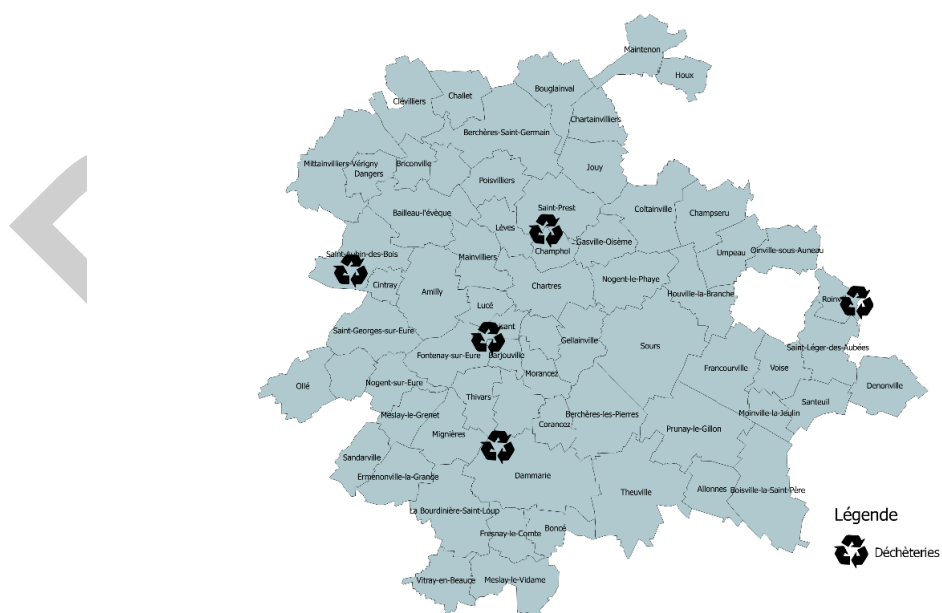 Maintenon
Houx
Bouglainval
Challet
Clévilliers
Chartainvilliers
Berchères-Saint-Germain
Mittainvilliers-Vérigny
Briconville
Jouy
Dangers
Poisvilliers
Saint-Prest
Coltainville
Bailleau-l'évèque
Champseru
Lèves
Gasville-Oisème
Champhol
Umpeau
Oinville-sous-Auneau
Saint-Aubin-des-Bois
Mainvilliers
Nogent-le-Phaye
Cintray
Amilly
Chartres
Houville-la-Branche
Lucé
Saint-Georges-sur-Eure
Gellainville
Sours
Saint-Léger-des-Aubées
Fontenay-sur-Eure
Barjouville
Francourville
Voise
Morancez
Ollé
Nogent-sur-Eure
Denonville
Thivars
Santeuil
Meslay-le-Grenet
Berchères-les-Pierres
Moinville-la-Jeulin
Corancez
Mignières
Prunay-le-Gillon
Sandarville
Ermenonville-la-Grande
Dammarie
Theuville
Allonnes
Boisville-la-Saint-Père
La Bourdinière-Saint-Loup
Légende
Boncé
Fresnay-le-Comte
Déchèteries
Vitray-en-Beauce
Meslay-le-Vidame